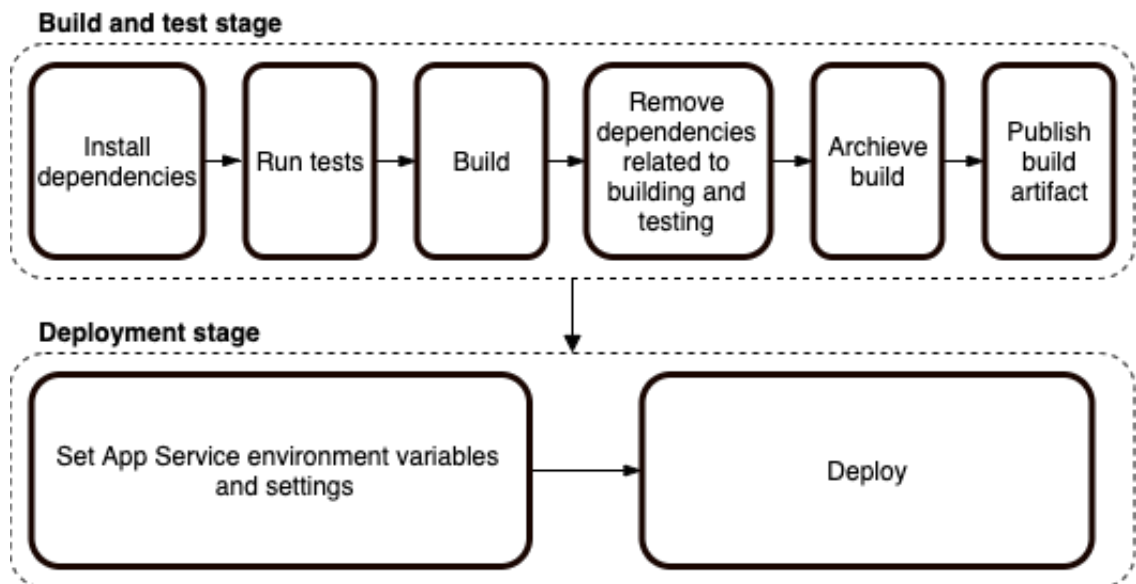 Build and test stage
Install
dependencies
Run tests
Build
Remove
dependencies
related to
building and
testing
Archieve
build
Publish
build
artifact
Deployment stage
Set App Service environment variables
and settings
Deploy